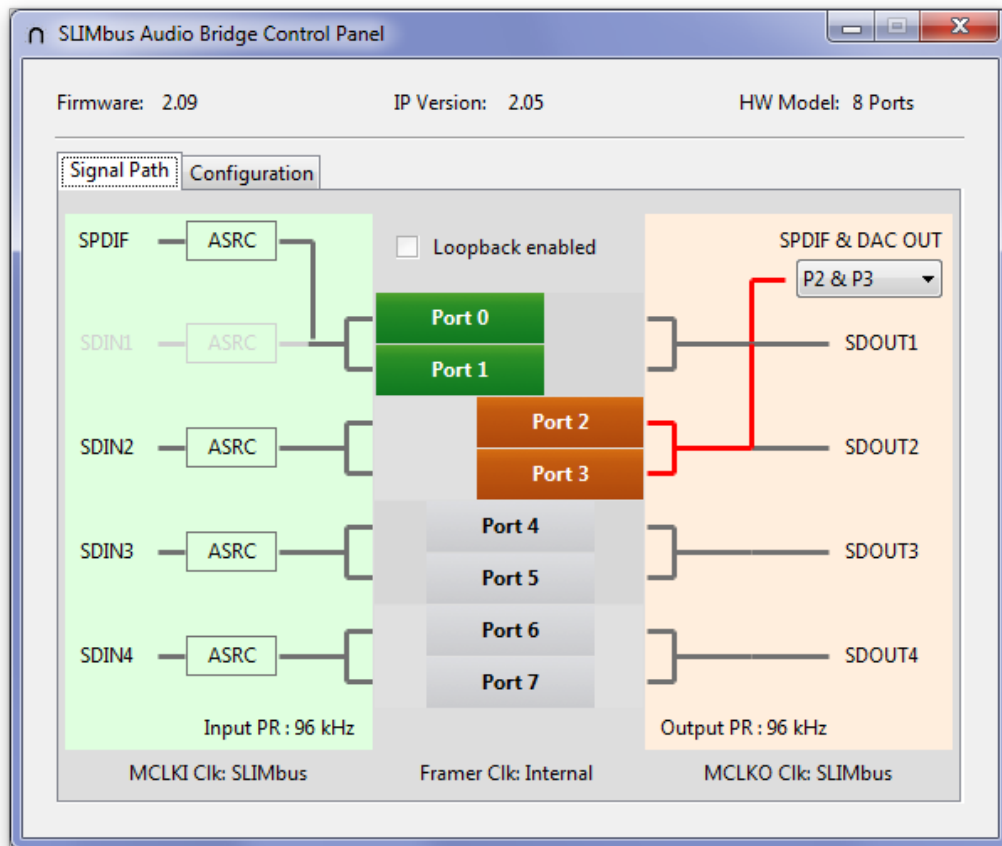 SLIMbus Audio Bridge Control Panel
Firmware: 2.09 IP Version: 2.05 HW Model: 8 Ports
Signal Path Configuration
SPDIF ASRC Loopback enabled SPDIF & DAC OUT
P2 & P3
Port 0
SDIN1 ASRC SDOUT1
Port 1
Port 2
SDIN2 ASRC SDOUT2
Port 3
Port 4
SDIN3 ASRC SDOUT3
Port 5
Port 6
SDIN4 ASRC SDOUT4
Port 7
Input PR : 96 kHz Output PR : 96 kHz
MCLKI Clk: SLIMbus Framer Clk: Internal MCLKO Clk: SLIMbus